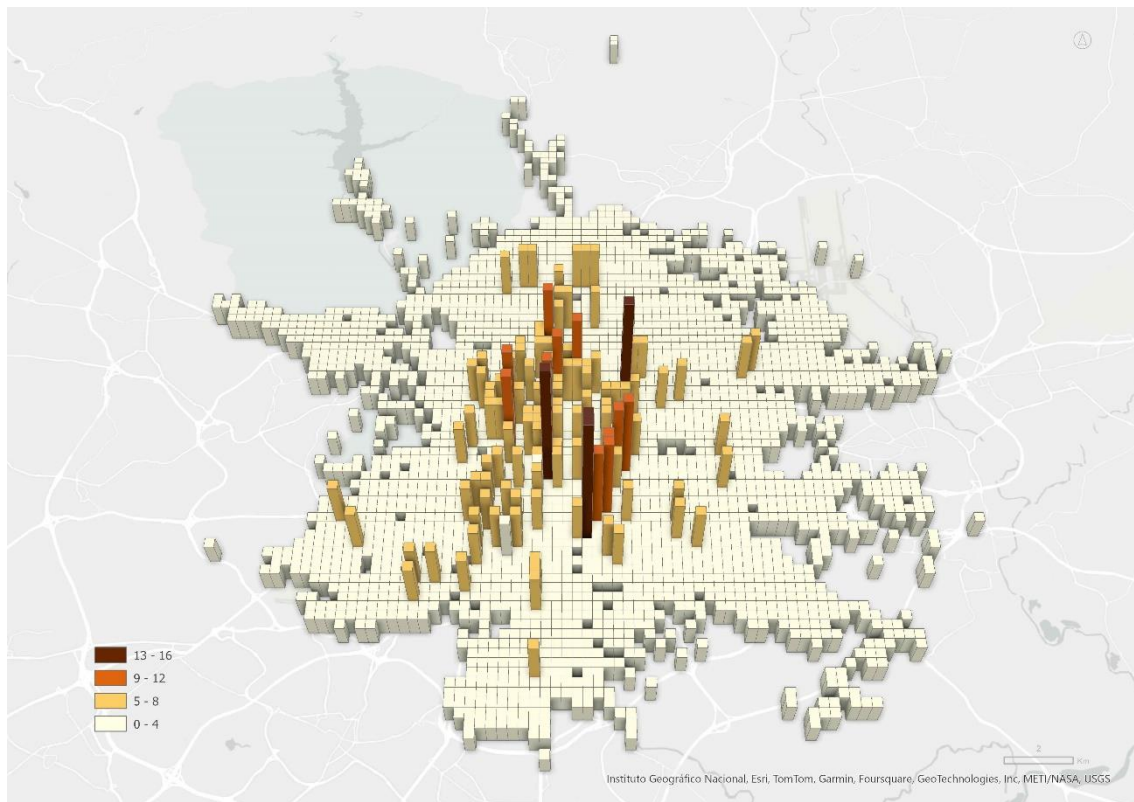 13 - 16
9 - 12
5 - 8
0 - 4
2
Km
Instituto Geográfico Nacional, Esri, TomTom, Garmin, Foursquare, GeoTechnologies, Inc, METI/NASA, USGS